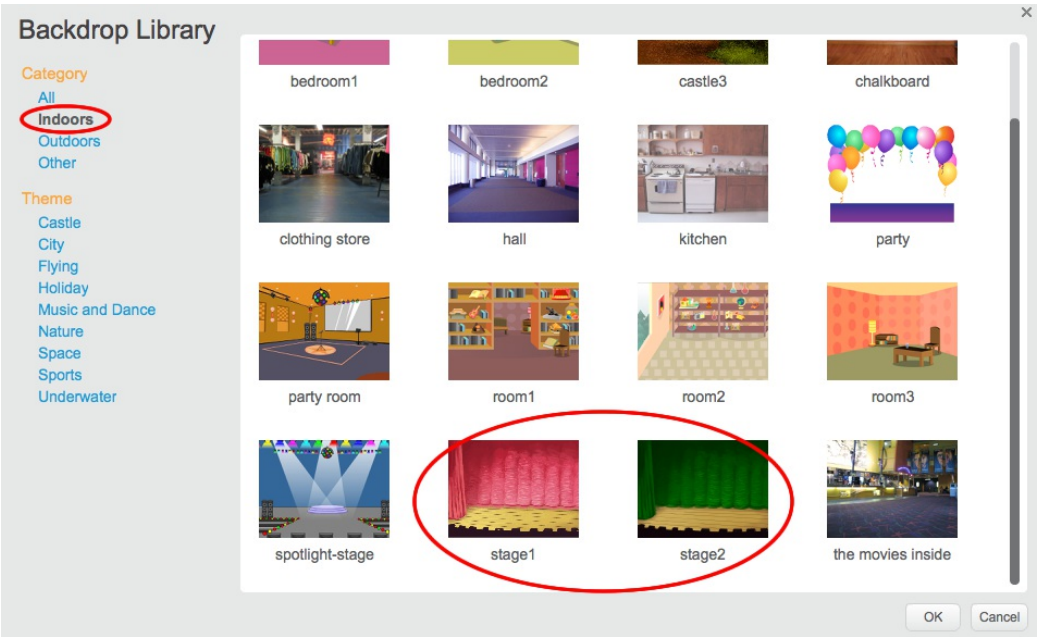 Backdrop Library
×
Category
All
Indoors
Outdoors
Other
Theme
Castle
City
Flying
Holiday
Music and Dance
Nature
Space
Sports
Underwater
bedroom1 bedroom2 castle3 chalkboard
clothing store hall kitchen party
party room room1 room2 room3
spotlight-stage stage1 stage2 the movies inside
OK Cancel